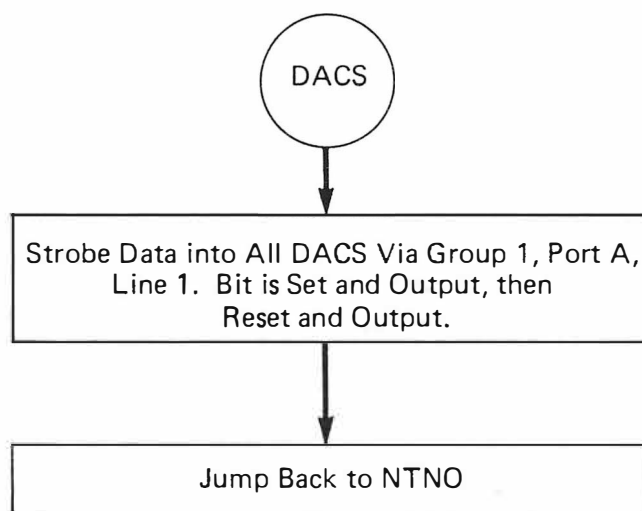 DACS
Strobe Data into All DACS Via Group 1, Port A,
Line 1. Bit is Set and Output, then
Reset and Output.
Jump Back to NTNO